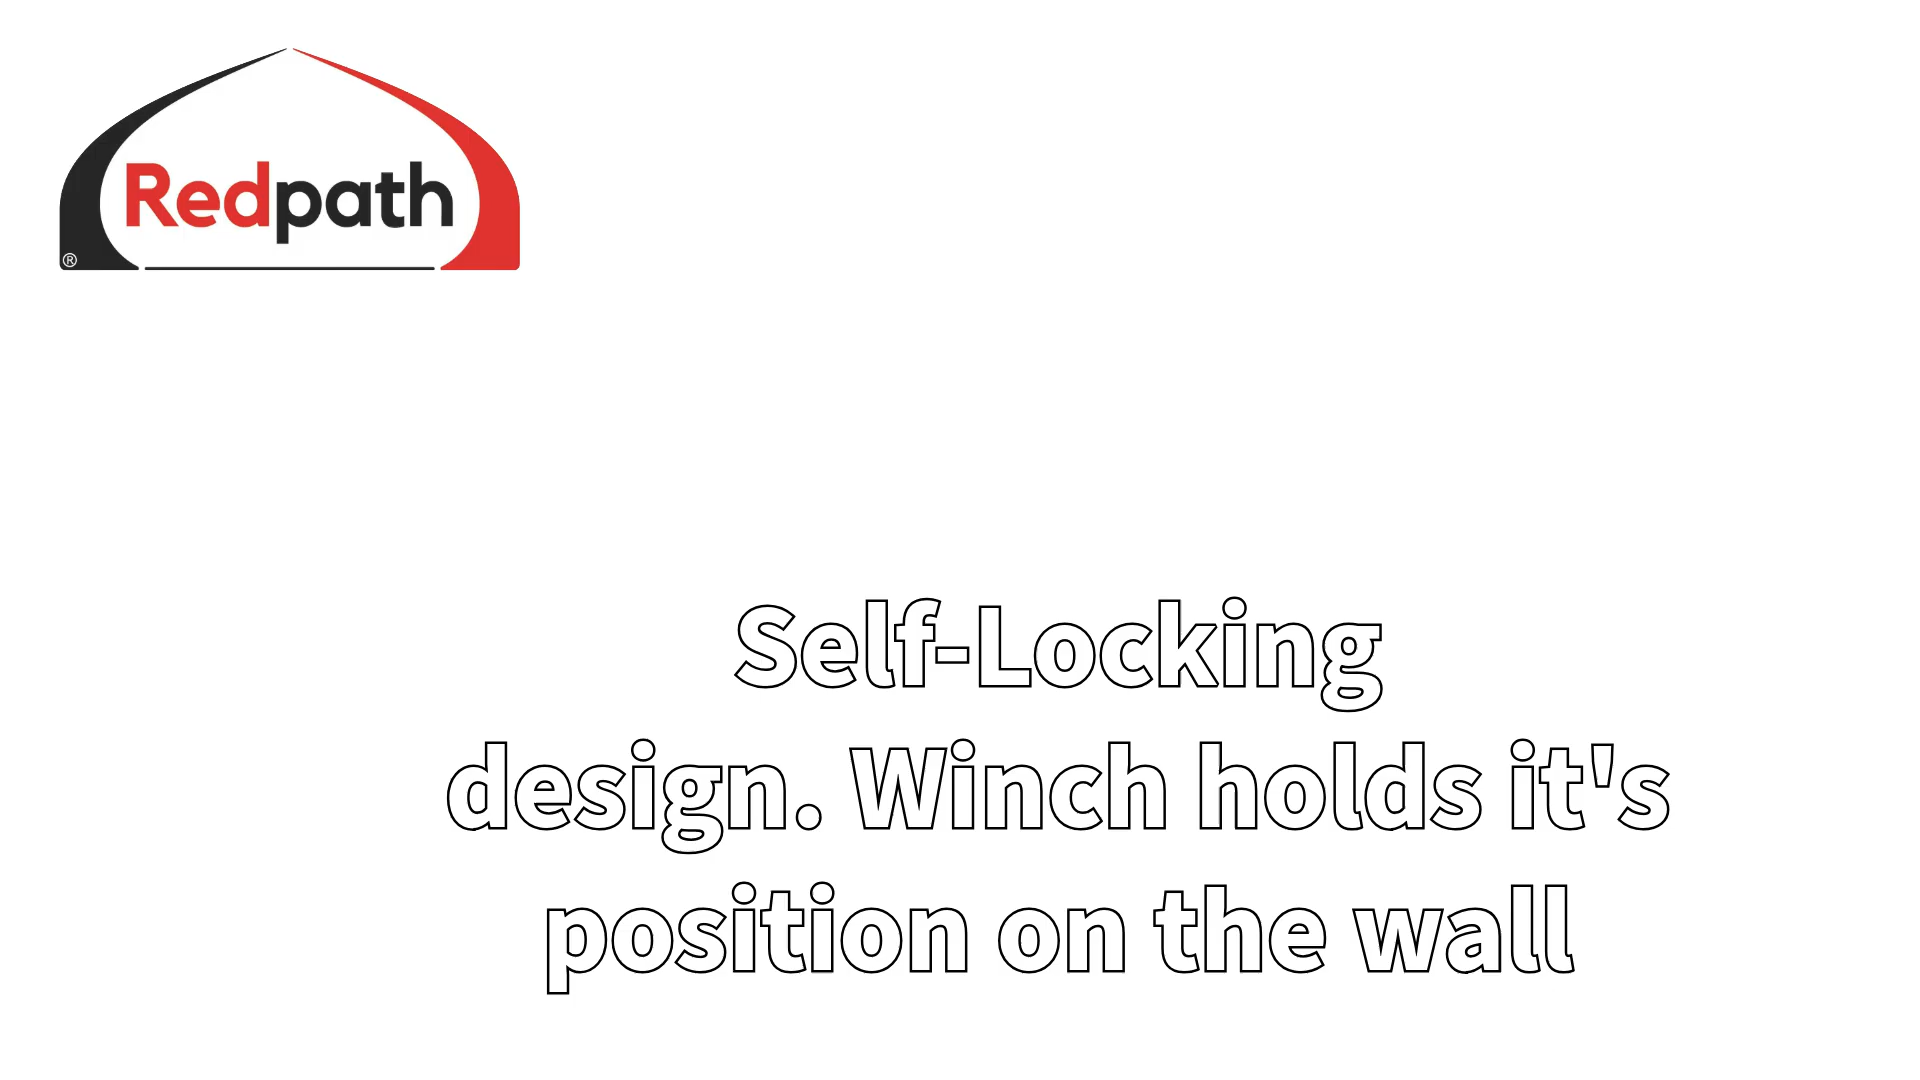 Redpath
®
Self-Locking
design. Winch holds it's
position on the wall